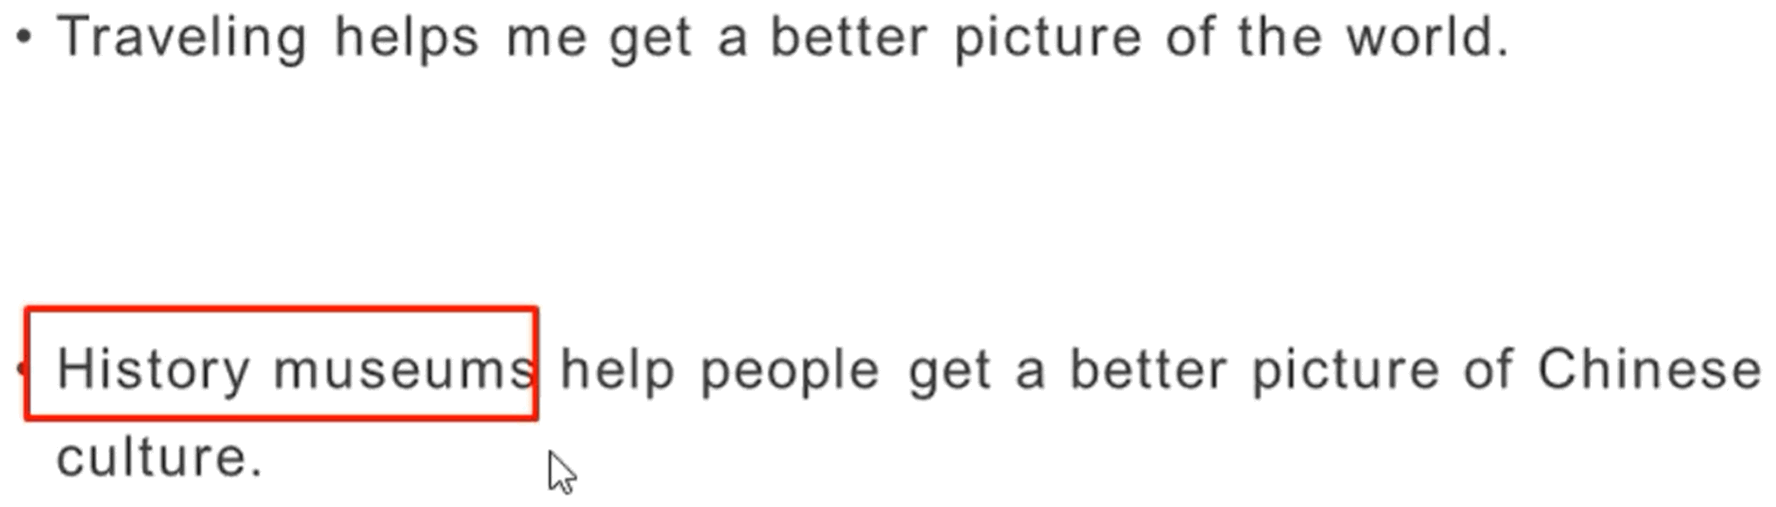 • Traveling helps me get a better picture of the world.
• History museums help people get a better picture of Chinese
culture.